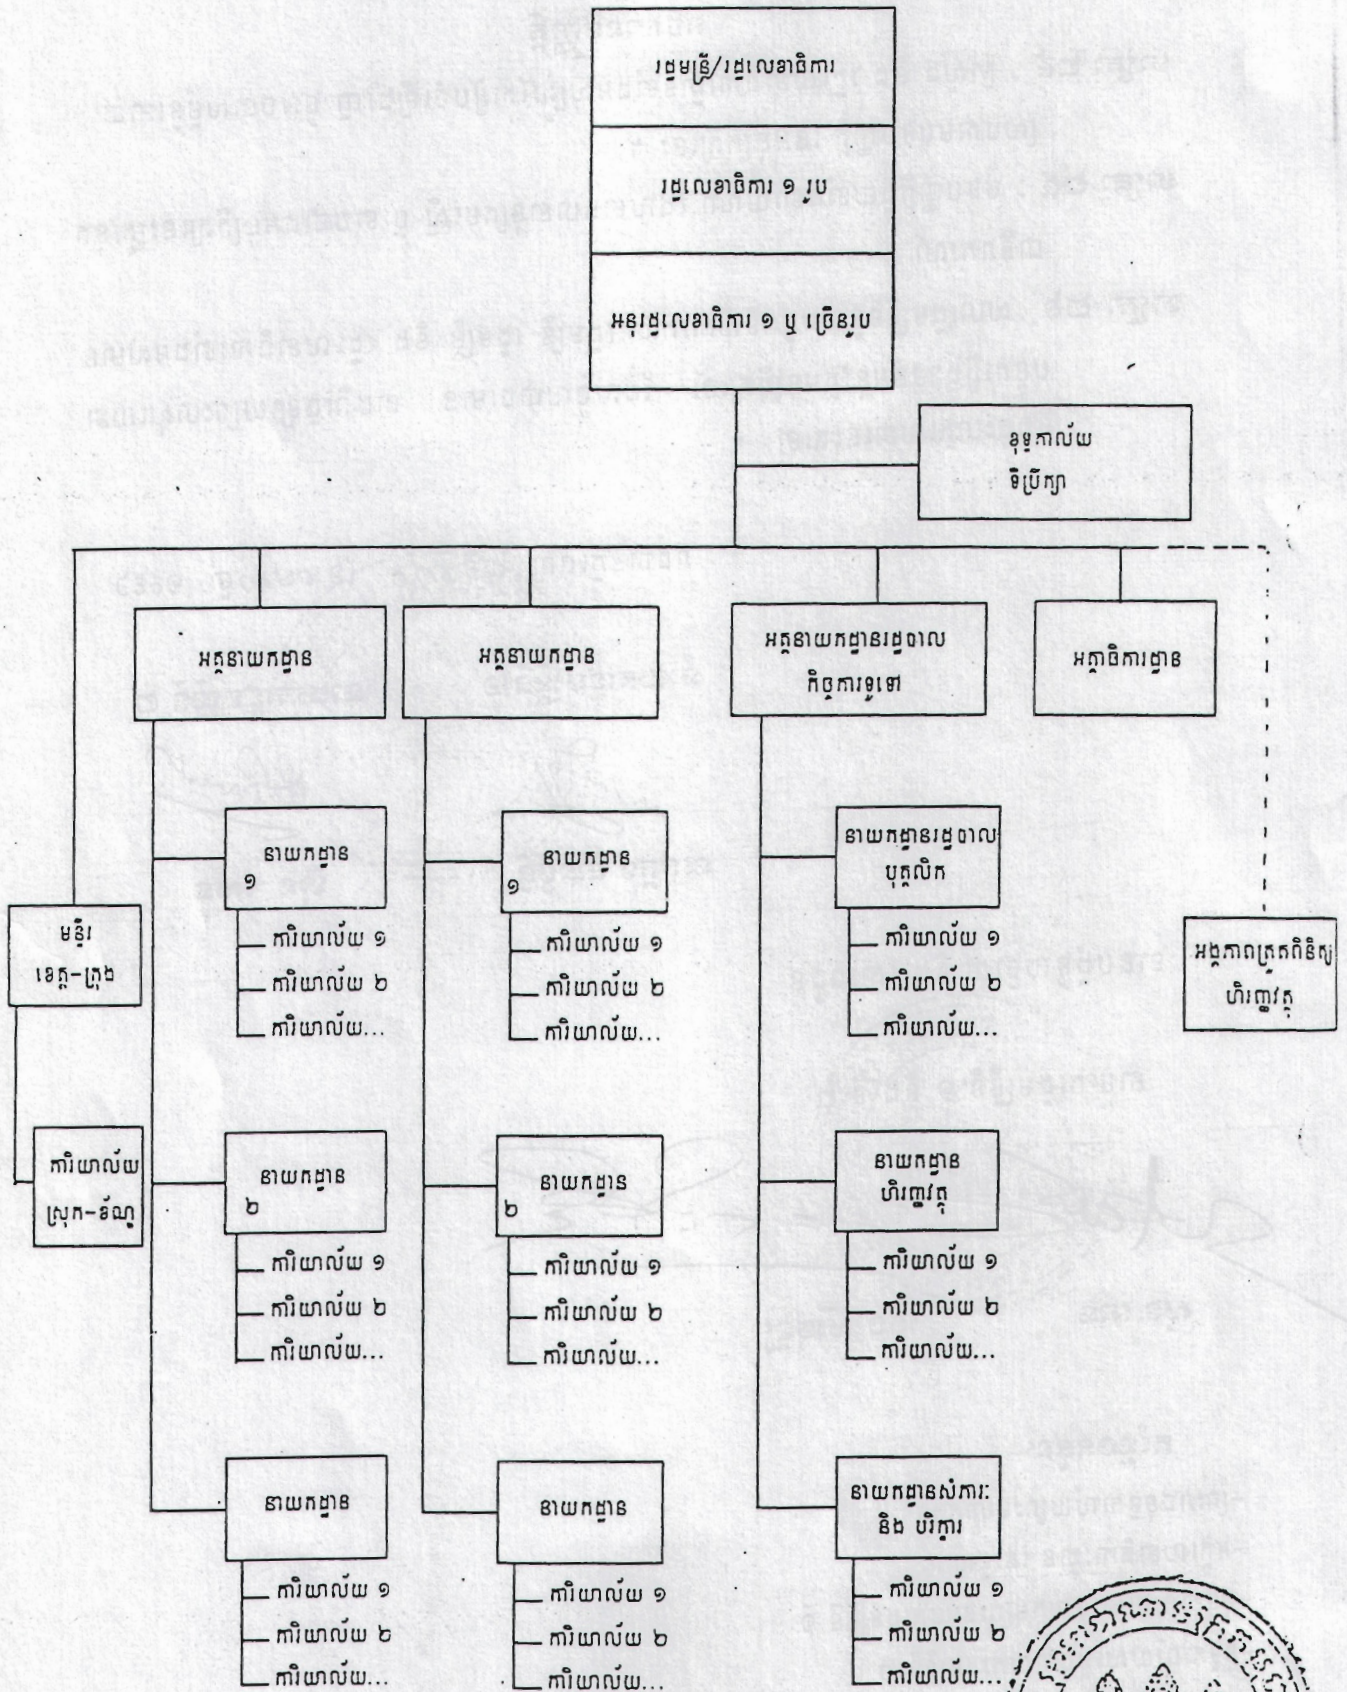 រដ្ឋមន្ត្រី/រដ្ឋលេខាធិការ
រដ្ឋលេខាធិការ ១ រូប
អនុរដ្ឋលេខាធិការ ១ ឬ ច្រើនរូប
ខុទ្ទកាល័យ
ទីប្រឹក្សា
អគ្គនាយកដ្ឋាន
អគ្គនាយកដ្ឋាន
អគ្គនាយកដ្ឋានរដ្ឋបាល
កិច្ចការទូទៅ
អគ្គាធិការដ្ឋាន
មន្ទីរ
ខេត្ត-ក្រុង
ការិយាល័យ
ស្រុក-ខ័ណ្ឌ
នាយកដ្ឋាន
១
ការិយាល័យ ១
ការិយាល័យ ២
ការិយាល័យ...
នាយកដ្ឋាន
២
ការិយាល័យ ១
ការិយាល័យ ២
ការិយាល័យ...
នាយកដ្ឋាន
ការិយាល័យ ១
ការិយាល័យ ២
ការិយាល័យ...
នាយកដ្ឋាន
១
ការិយាល័យ ១
ការិយាល័យ ២
ការិយាល័យ...
នាយកដ្ឋាន
២
ការិយាល័យ ១
ការិយាល័យ ២
ការិយាល័យ...
នាយកដ្ឋាន
ការិយាល័យ ១
ការិយាល័យ ២
ការិយាល័យ...
នាយកដ្ឋានរដ្ឋបាល
បុគ្គលិក
ការិយាល័យ ១
ការិយាល័យ ២
ការិយាល័យ...
នាយកដ្ឋាន
ហិរញ្ញវត្ថុ
ការិយាល័យ ១
ការិយាល័យ ២
ការិយាល័យ...
នាយកដ្ឋានសំភារៈ
និង បរិក្ខារ
ការិយាល័យ ១
ការិយាល័យ ២
ការិយាល័យ...
អង្គភាពត្រួតពិនិត្យ
ហិរញ្ញវត្ថុ